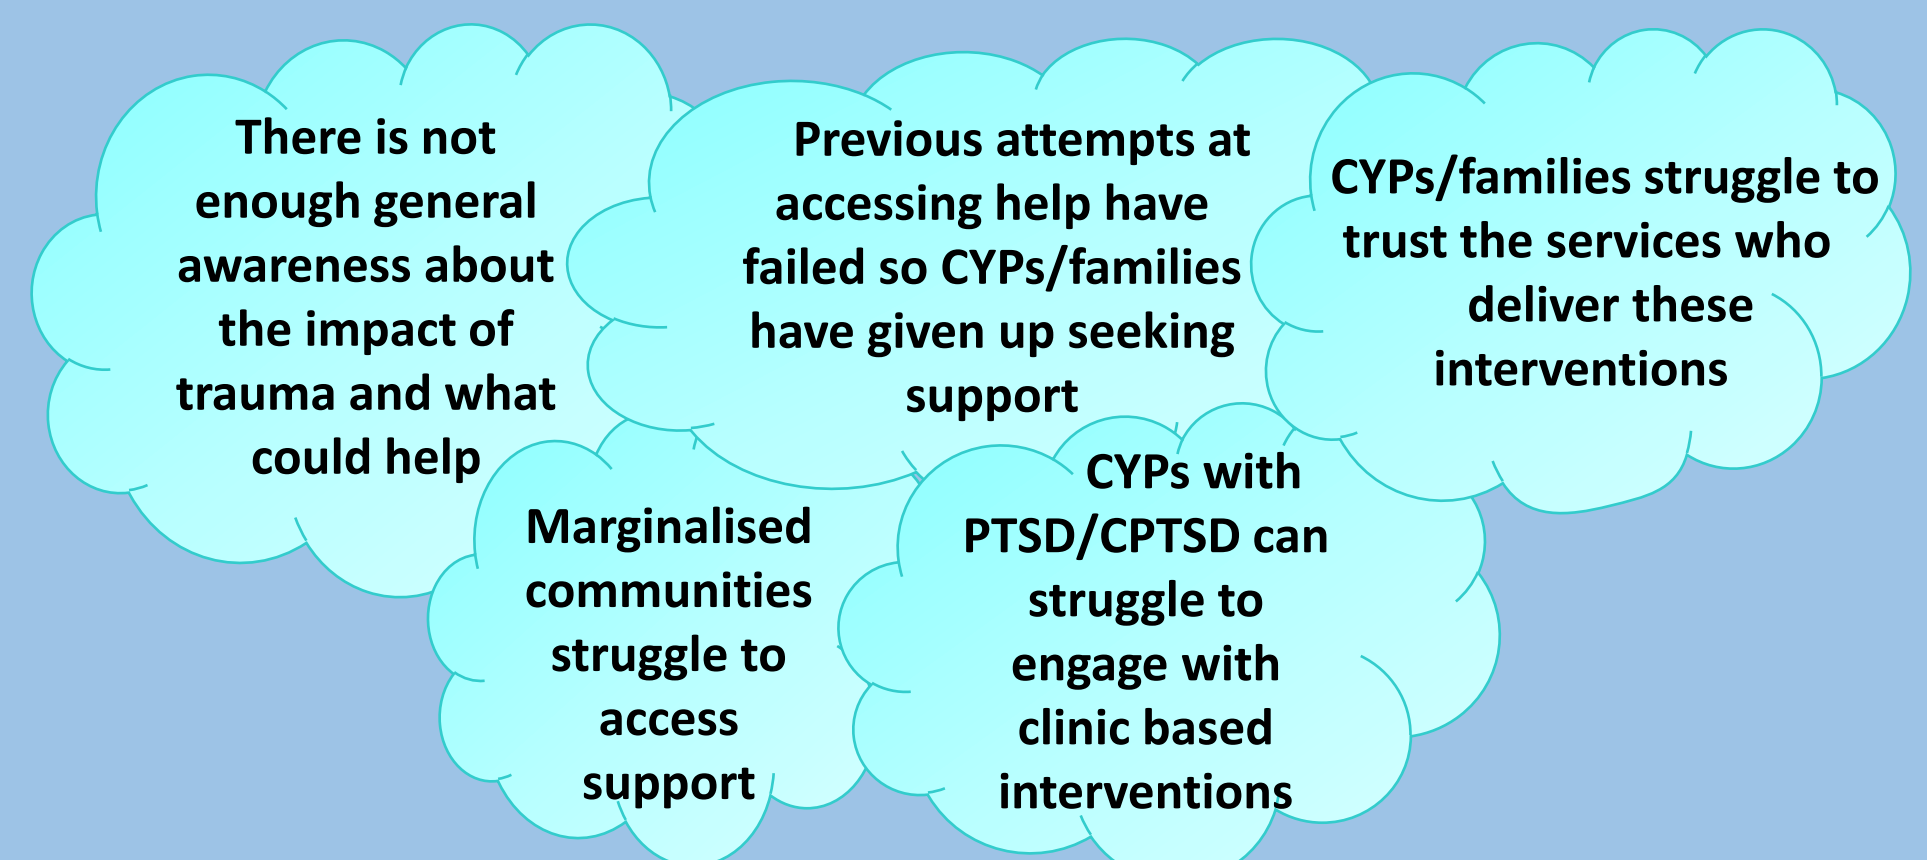 There is not
enough general
awareness about
the impact of
trauma and what
could help
Previous attempts at
accessing help have
failed so CYPs/families
have given up seeking
support
CYPs/families struggle to
trust the services who
deliver these
interventions
Marginalised
communities
struggle to
access
support
CYPs with
PTSD/CPTSD can
struggle to
engage with
clinic based
interventions